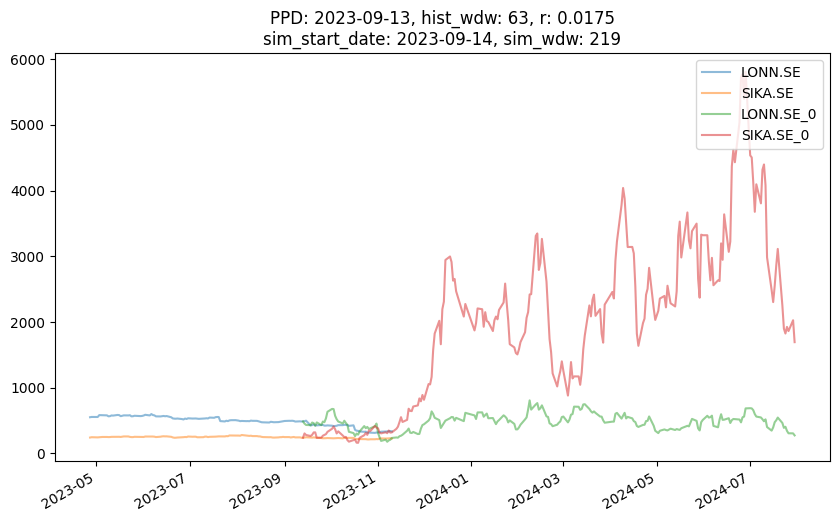 PPD: 2023-09-13, hist_wdw: 63, r: 0.0175
sim_start_date: 2023-09-14, sim_wdw: 219
LONN.SE
SIKA.SE
LONN.SE_0
SIKA.SE_0
6000
5000
4000
3000
2000
1000
0
2023-05
2023-07
2023-09
2023-11
2024-01
2024-03
2024-05
2024-07